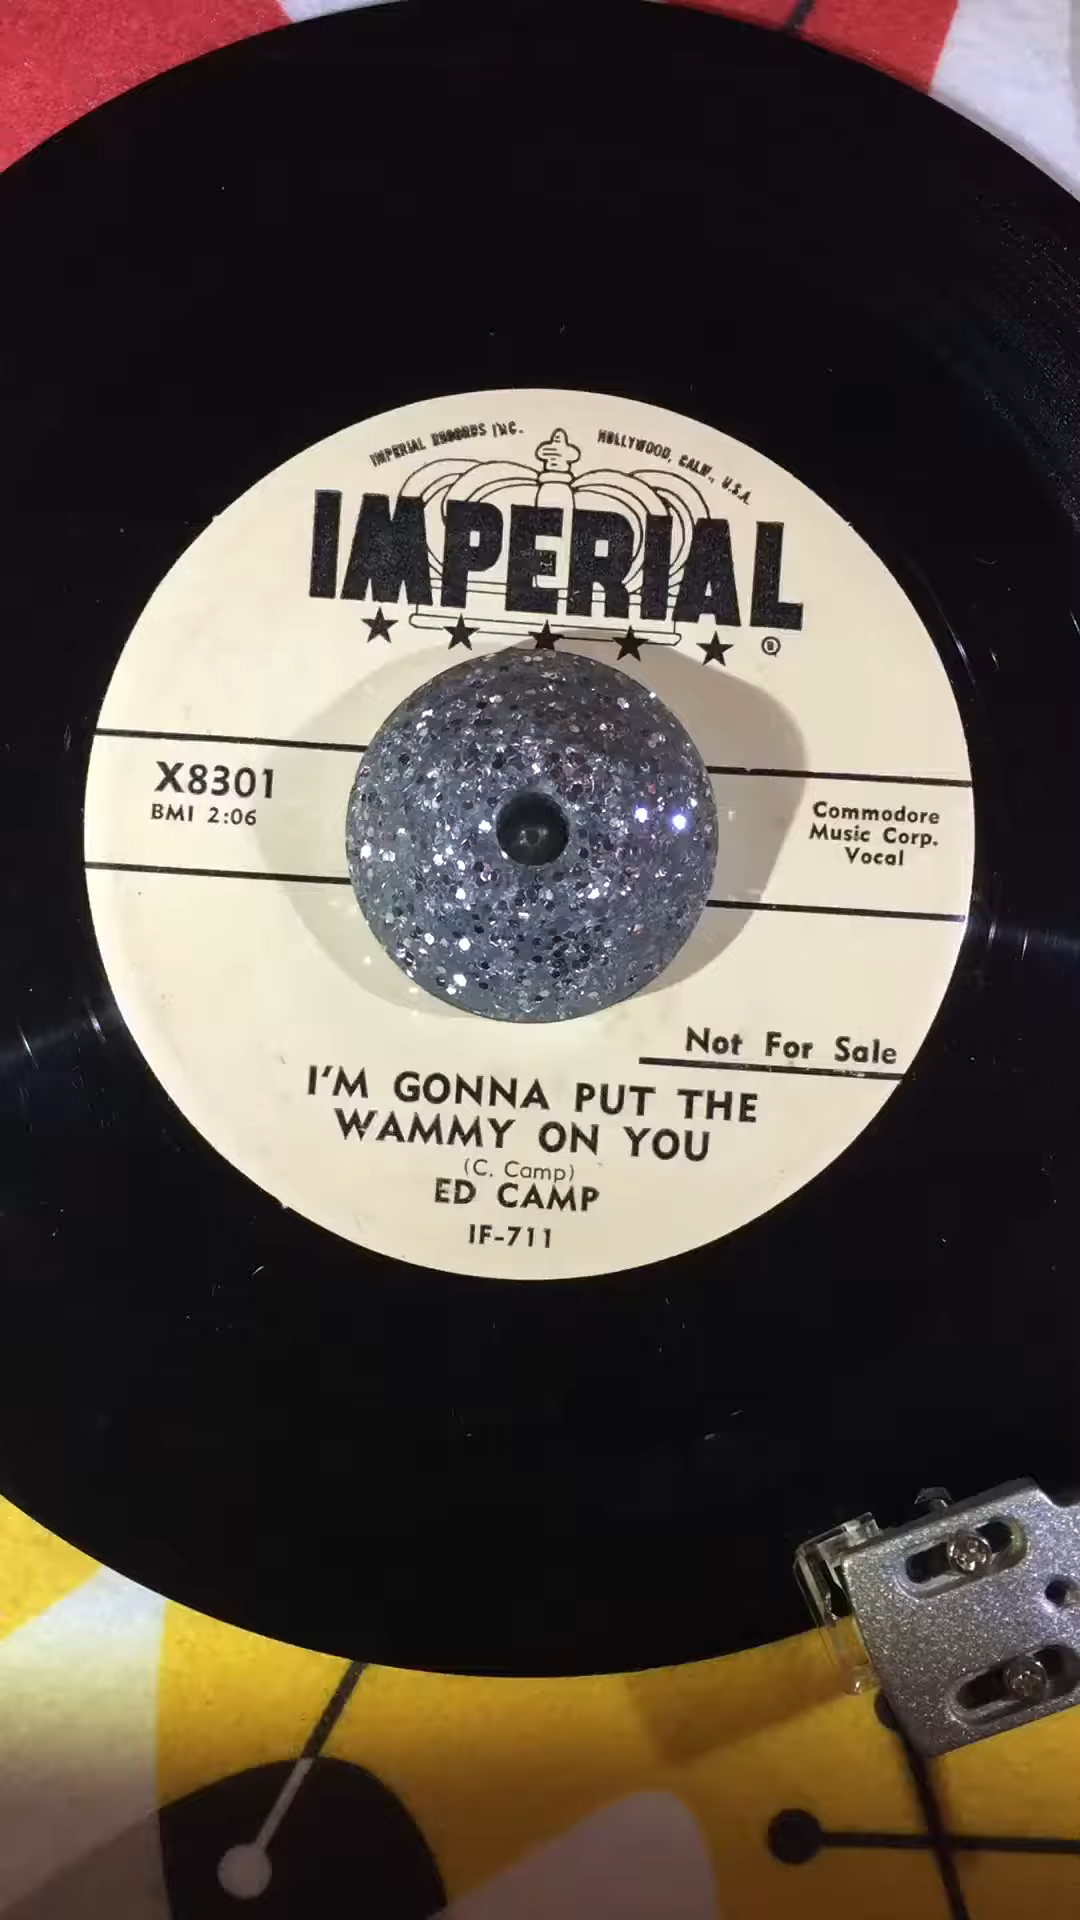 IMPERIAL RECORDS INC. HOLLYWOOD, CALIF., U.S.A.
IMPERIAL
®
X8301
BMI 2:06
Commodore
Music Corp.
Vocal
Not For Sale
I'M GONNA PUT THE
WAMMY ON YOU
(C. Camp)
ED CAMP
IF-711